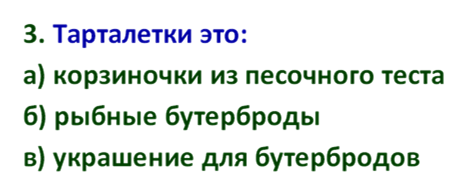 3. Тарталетки это:
а) корзиночки из песочного теста
б) рыбные бутерброды
в) украшение для бутербродов